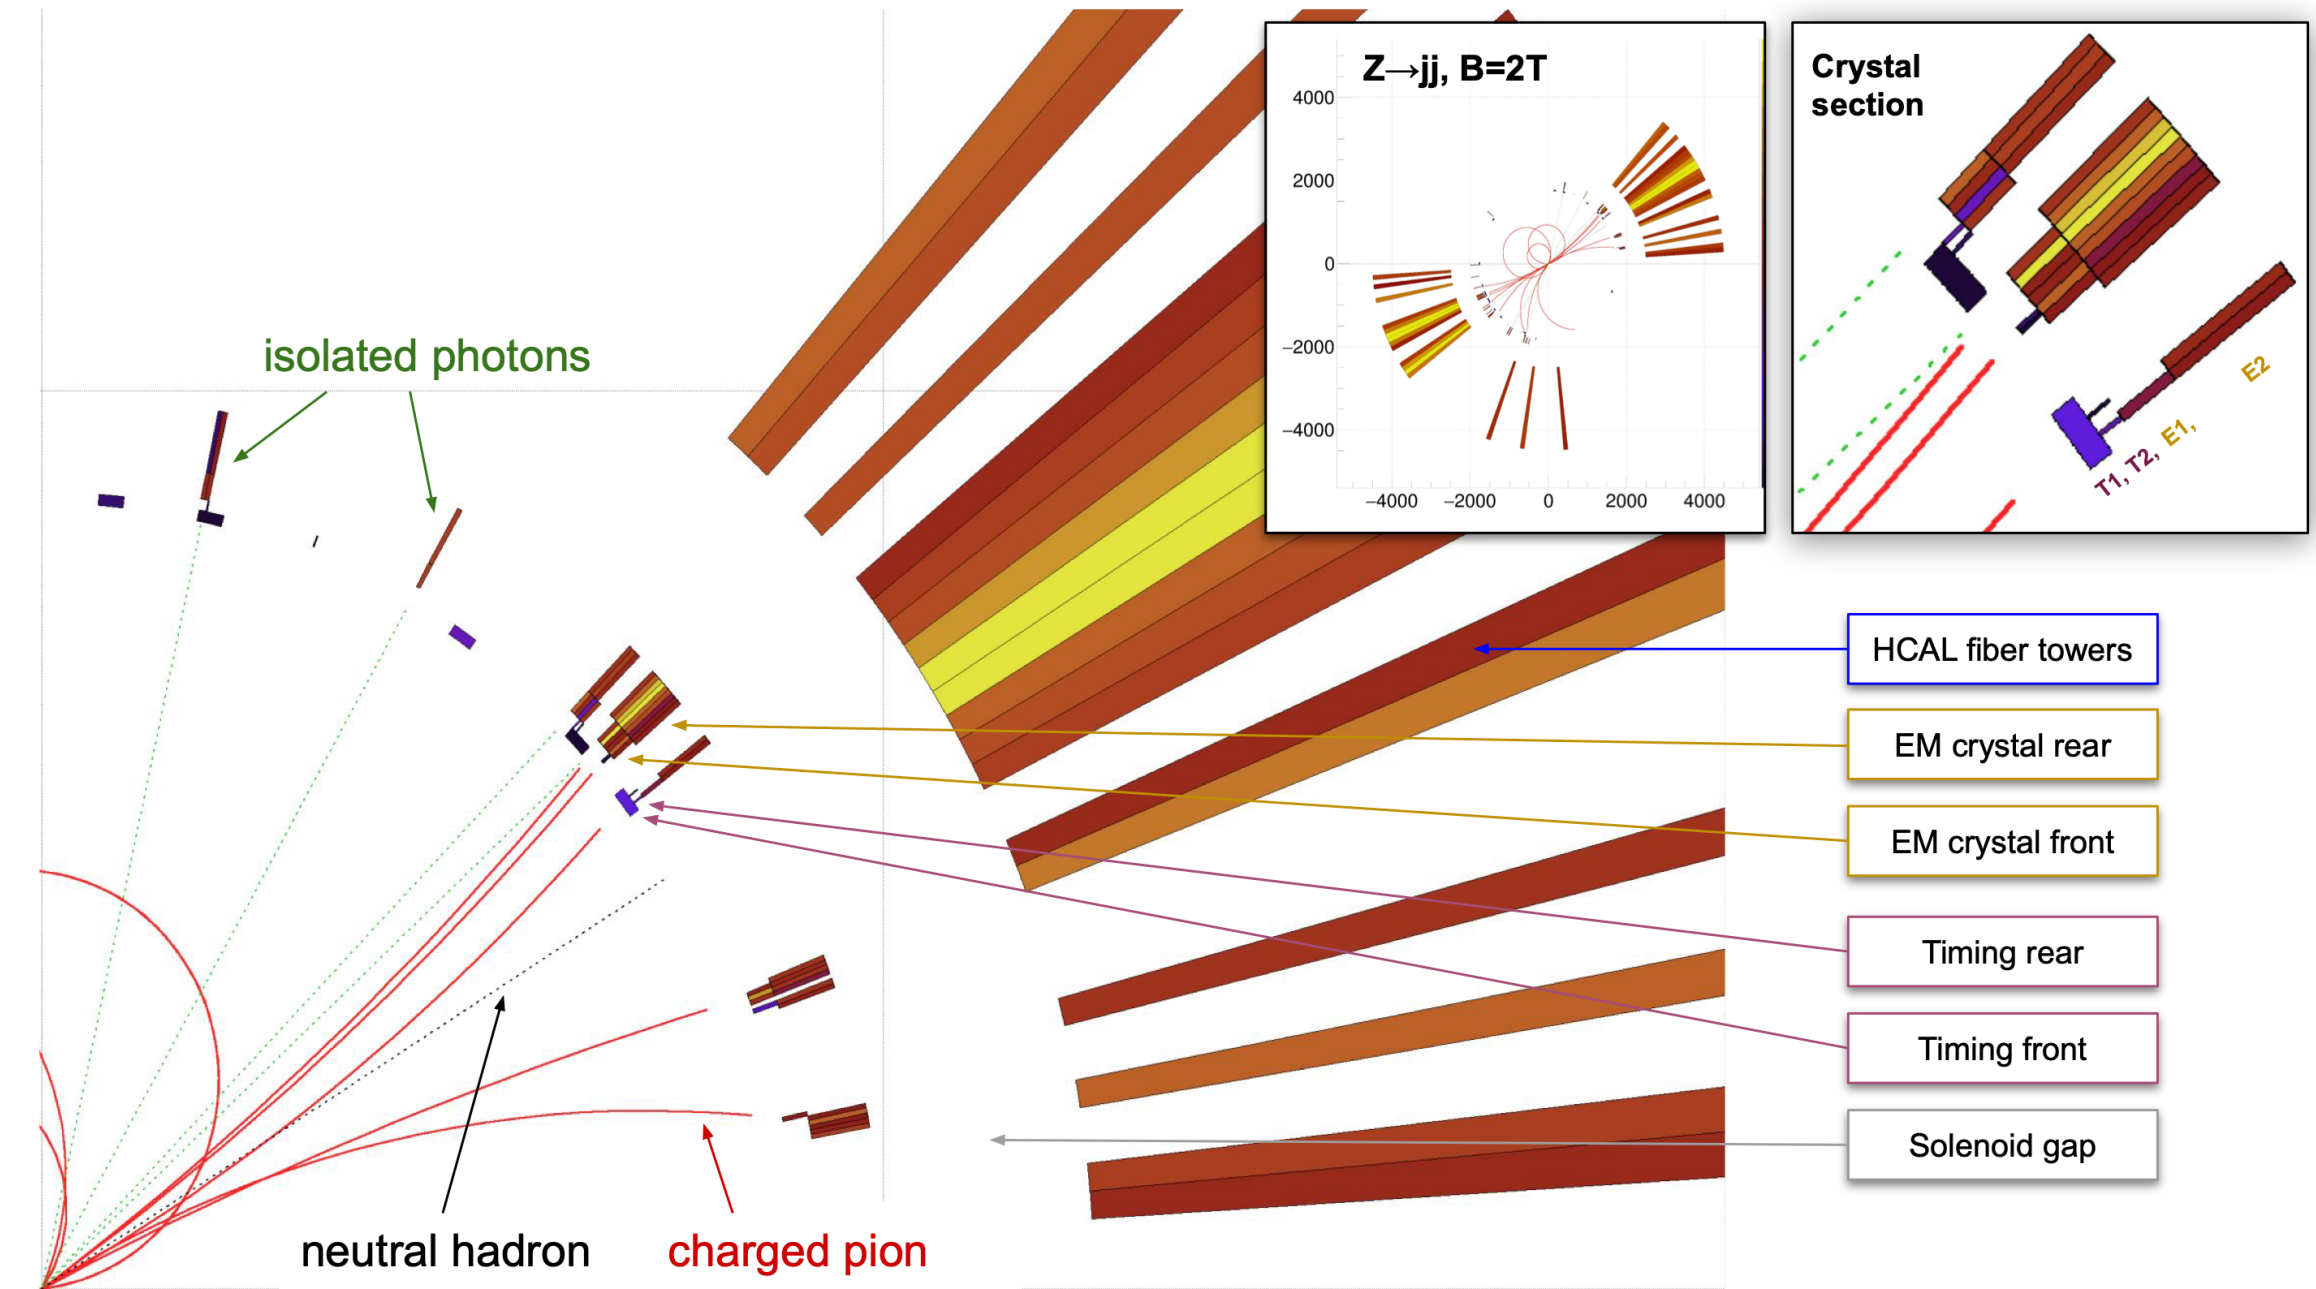 isolated photons
neutral hadron
charged pion
Z→jj, B=2T
4000
2000
0
−2000
−4000
−4000
−2000
0
2000
4000
Crystal
section
T1, T2, E1,
E2
HCAL fiber towers
EM crystal rear
EM crystal front
Timing rear
Timing front
Solenoid gap